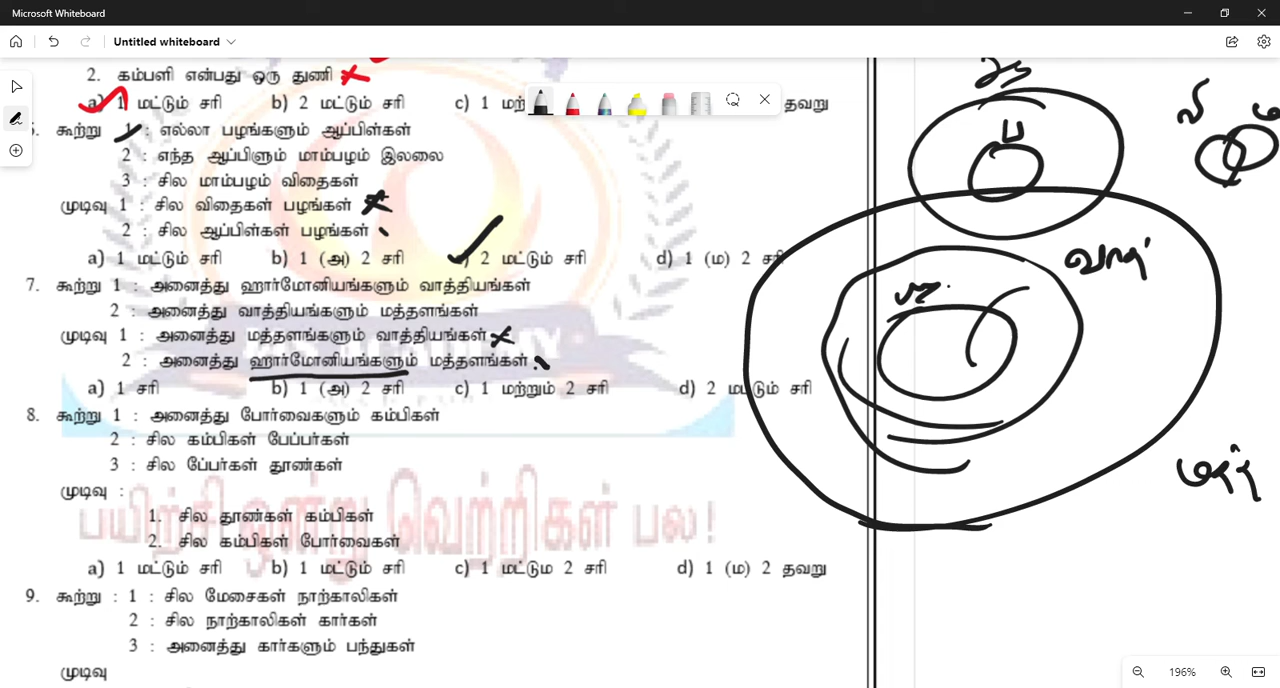 Microsoft Whiteboard
Untitled whiteboard
2. கம்பளி என்பது ஒரு துணி
a) 1 மட்டும் சரி b) 2 மட்டும் சரி c) 1 மற் தவறு
கூற்று 1 : எல்லா பழங்களும் ஆப்பிள்கள்
2 : எந்த ஆப்பிளும் மாம்பழம் இலலை
3 : சில மாம்பழம் விதைகள்
முடிவு 1 : சில விதைகள் பழங்கள்
2 : சில ஆப்பிள்கள் பழங்கள்
a) 1 மட்டும் சரி b) 1 (அ) 2 சரி 2 மட்டும் சரி d) 1 (ம) 2 சரி
7. கூற்று 1 : அனைத்து ஹார்மோனியங்களும் வாத்தியங்கள்
2 : அனைத்து வாத்தியங்களும் மத்தளங்கள்
முடிவு 1 : அனைத்து மத்தளங்களும் வாத்தியங்கள்
2 : அனைத்து ஹார்மோனியங்களும் மத்தளங்கள்
a) 1 சரி b) 1 (அ) 2 சரி c) 1 மற்றும் 2 சரி d) 2 மட்டும் சரி
8. கூற்று 1 : அனைத்து போர்வைகளும் கம்பிகள்
2 : சில கம்பிகள் பேப்பர்கள்
3 : சில பேப்ர்கள் தூண்கள்
முடிவு :
பயிற்சி ஒன்று வெற்றிகள் பல!
1. சில தூண்கள் கம்பிகள்
2. சில கம்பிகள் போர்வைகள்
a) 1 மட்டும் சரி b) 1 மட்டும் சரி c) 1 மட்டும 2 சரி d) 1 (ம) 2 தவறு
9. கூற்று : 1 : சில மேசைகள் நாற்காலிகள்
2 : சில நாற்காலிகள் கார்கள்
3 : அனைத்து கார்களும் பந்துகள்
முடிவு
196%